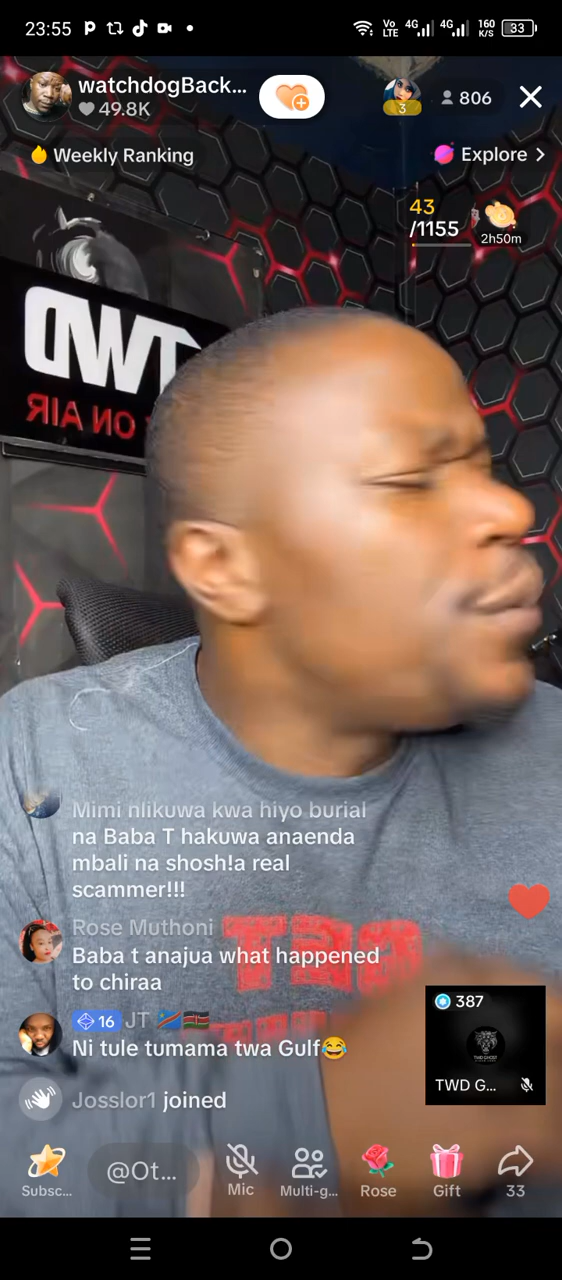 23:55
Vo LTE 4G 4G 160 K/S 33
watchdogBack...
49.8K
3
806
Weekly Ranking
Explore
43
/1155
2h50m
TWD
ON AIR
Mimi nlikuwa kwa hiyo burial
na Baba T hakuwa anaenda
mbali na shosh!a real
scammer!!!
Rose Muthoni
Baba t anajua what happened
to chiraa
16 JT
Ni tule tumama twa Gulf😂
Josslor1 joined
387
TWD GHOST
TWD G...
@Ot...
Subsc...
Mic
Multi-g...
Rose
Gift
33